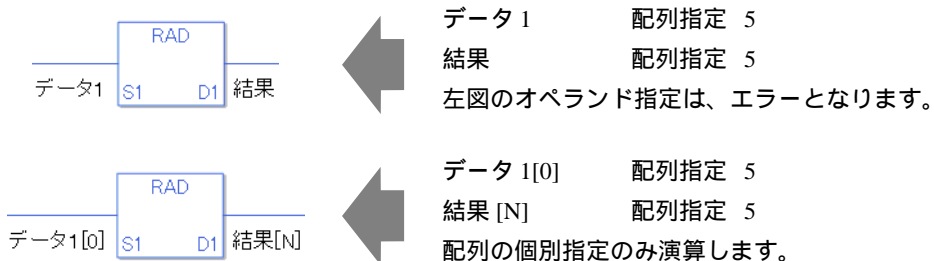 RAD
データ1 S1 D1 結果
データ 1 配列指定 5
結果 配列指定 5
左図のオペランド指定は、エラーとなります。
RAD
データ1[0] S1 D1 結果[N]
データ 1[0] 配列指定 5
結果 [N] 配列指定 5
配列の個別指定のみ演算します。